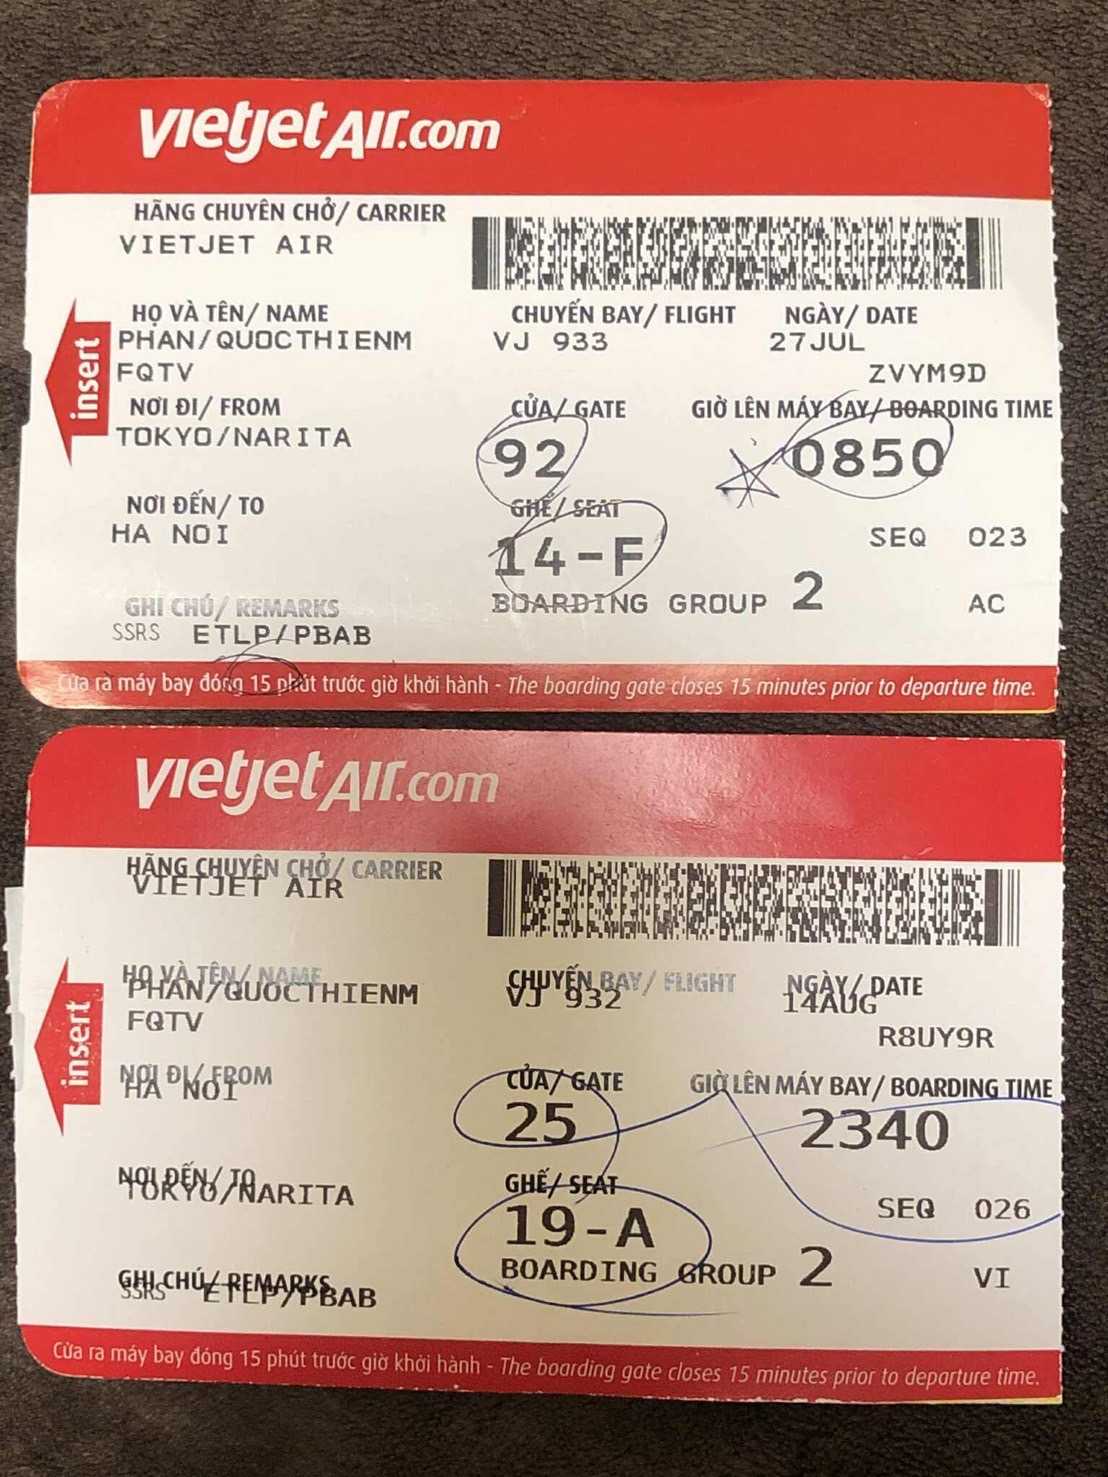 vietjetAir.com
HÃNG CHUYÊN CHỞ/ CARRIER
VIETJET AIR
HỌ VÀ TÊN/ NAME CHUYẾN BAY/ FLIGHT NGÀY/ DATE
PHAN/QUOCTHIENM VJ 933 27JUL
FQTV ZVYM9D
NƠI ĐI/ FROM CỬA/ GATE GIỜ LÊN MÁY BAY/ BOARDING TIME
TOKYO/NARITA 92 0850
insert
NƠI ĐẾN/ TO GHẾ/ SEAT
HA NOI 14-F SEQ 023
GHI CHÚ/ REMARKS BOARDING GROUP 2 AC
SSRS ETLP/PBAB
Cửa ra máy bay đóng 15 phút trước giờ khởi hành - The boarding gate closes 15 minutes prior to departure time.
vietjetAir.com
HÃNG CHUYÊN CHỞ/ CARRIER
VIETJET AIR
HỌ VÀ TÊN/ NAME CHUYẾN BAY/ FLIGHT NGÀY/ DATE
PHAN/QUOCTHIENM VJ 932 14AUG
FQTV R8UY9R
NƠI ĐI/ FROM CỬA/ GATE GIỜ LÊN MÁY BAY/ BOARDING TIME
HA NOI 25 2340
insert
NƠI ĐẾN/ TO GHẾ/ SEAT
TOKYO/NARITA 19-A SEQ 026
GHI CHÚ/ REMARKS BOARDING GROUP 2 VI
SSRS ETLP/PBAB
Cửa ra máy bay đóng 15 phút trước giờ khởi hành - The boarding gate closes 15 minutes prior to departure time.